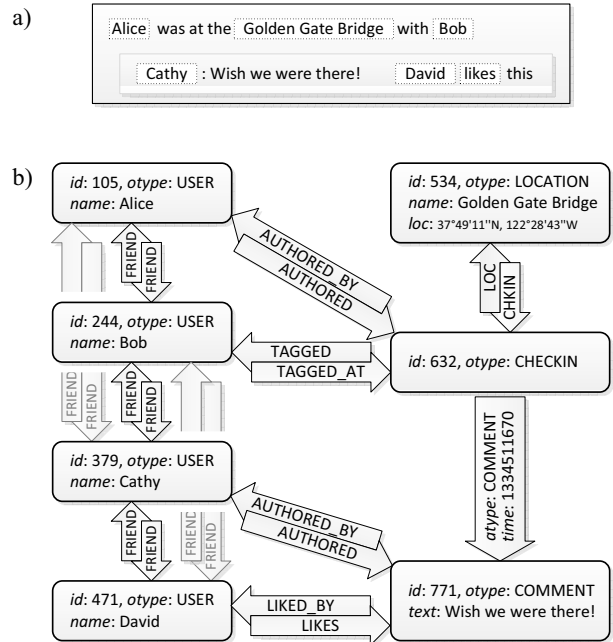 a)
Alice was at the Golden Gate Bridge with Bob
Cathy : Wish we were there! David likes this
b)
id: 105, otype: USER
name: Alice
id: 534, otype: LOCATION
name: Golden Gate Bridge
loc: 37°49'11"N, 122°28'43"W
AUTHORED_BY
AUTHORED
FRIEND
FRIEND
LOC
CHKIN
id: 244, otype: USER
name: Bob
TAGGED
TAGGED_AT
id: 632, otype: CHECKIN
FRIEND
FRIEND
FRIEND
FRIEND
atype: COMMENT
time: 1334511670
id: 379, otype: USER
name: Cathy
AUTHORED_BY
AUTHORED
FRIEND
FRIEND
FRIEND
FRIEND
id: 471, otype: USER
name: David
LIKED_BY
LIKES
id: 771, otype: COMMENT
text: Wish we were there!